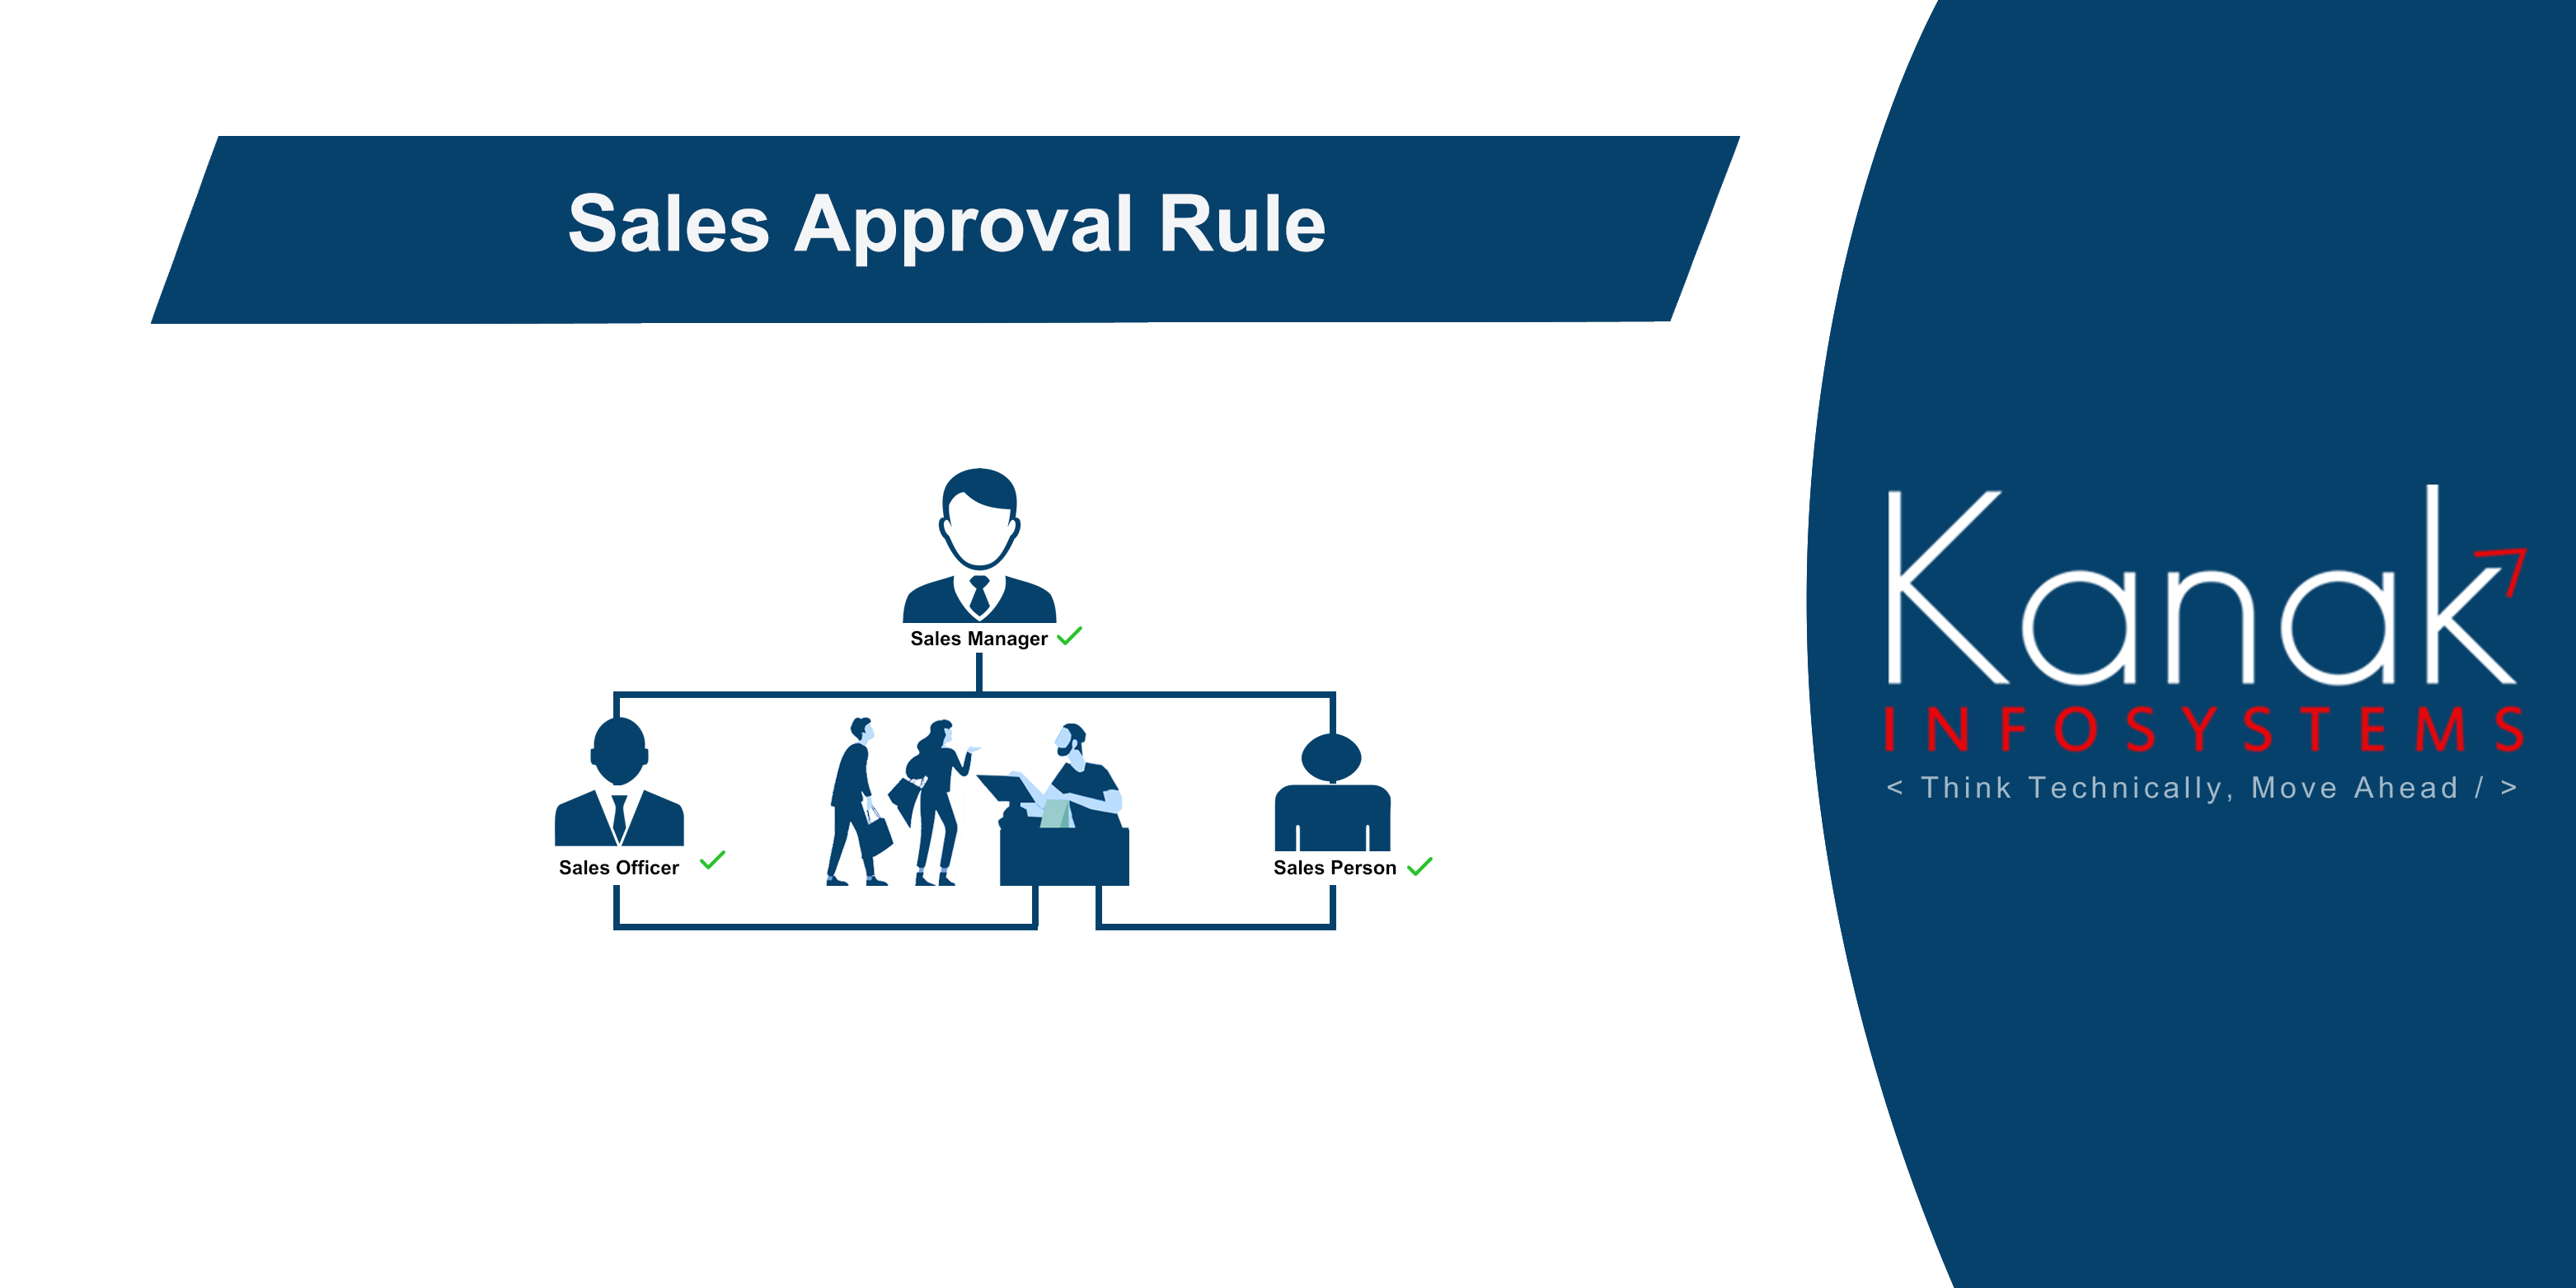 Sales Approval Rule
Sales Manager
Sales Officer
Sales Person
Kanak
INFOSYSTEMS
< Think Technically, Move Ahead / >